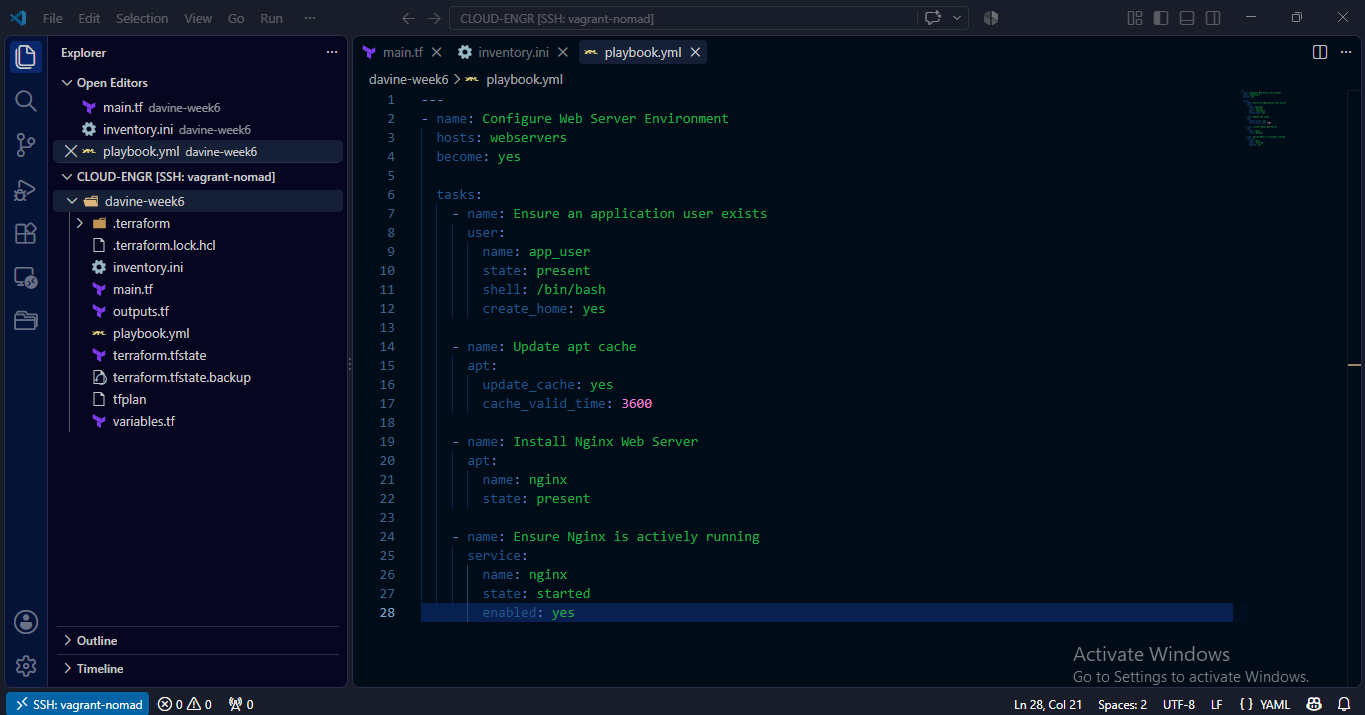 File Edit Selection View Go Run ···
CLOUD-ENGR [SSH: vagrant-nomad]
Explorer
Open Editors
main.tf davine-week6
inventory.ini davine-week6
playbook.yml davine-week6
CLOUD-ENGR [SSH: vagrant-nomad]
davine-week6
.terraform
.terraform.lock.hcl
inventory.ini
main.tf
outputs.tf
playbook.yml
terraform.tfstate
terraform.tfstate.backup
tfplan
variables.tf
Outline
Timeline
main.tf inventory.ini playbook.yml
davine-week6 > playbook.yml
1 ---
2 - name: Configure Web Server Environment
3 hosts: webservers
4 become: yes
5
6 tasks:
7 - name: Ensure an application user exists
8 user:
9 name: app_user
10 state: present
11 shell: /bin/bash
12 create_home: yes
13
14 - name: Update apt cache
15 apt:
16 update_cache: yes
17 cache_valid_time: 3600
18
19 - name: Install Nginx Web Server
20 apt:
21 name: nginx
22 state: present
23
24 - name: Ensure Nginx is actively running
25 service:
26 name: nginx
27 state: started
28 enabled: yes
Activate Windows
Go to Settings to activate Windows.
SSH: vagrant-nomad 0 0 0 Ln 28, Col 21 Spaces: 2 UTF-8 LF { } YAML